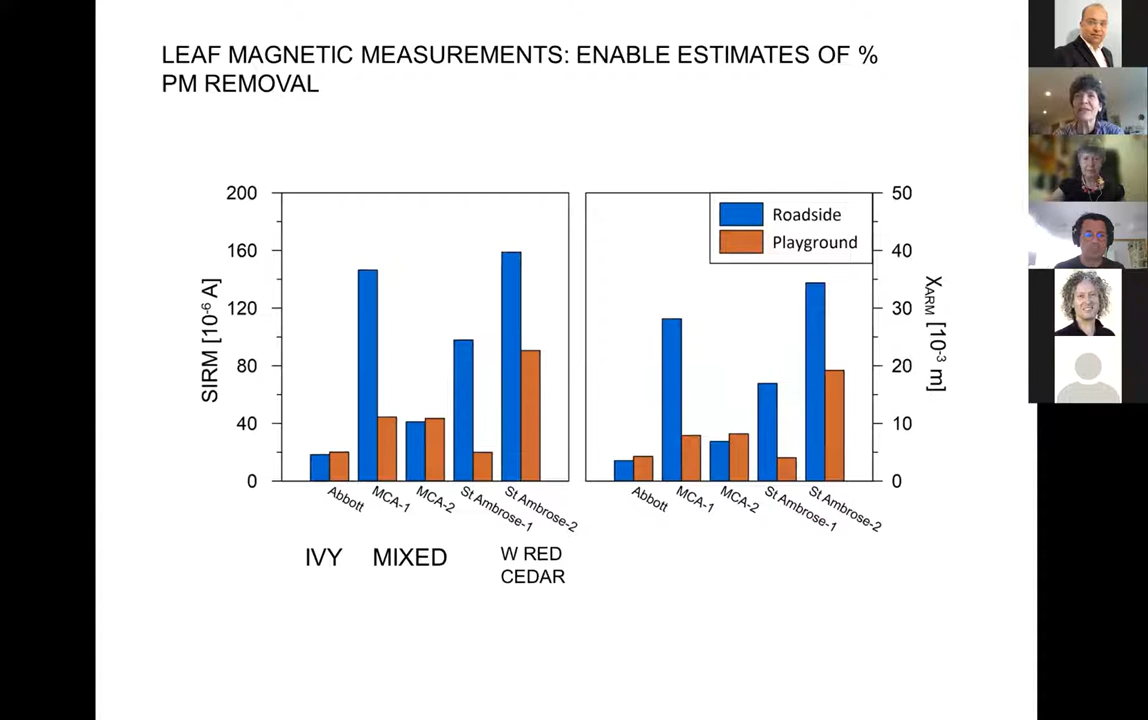 LEAF MAGNETIC MEASUREMENTS: ENABLE ESTIMATES OF %
PM REMOVAL
200
160
120
80
40
0
SIRM [10⁻⁶ A]
Abbott
MCA-1
MCA-2
St Ambrose-1
St Ambrose-2
IVY
MIXED
W RED
CEDAR
Roadside
Playground
50
40
30
20
10
0
χARM [10⁻³ m]
Abbott
MCA-1
MCA-2
St Ambrose-1
St Ambrose-2